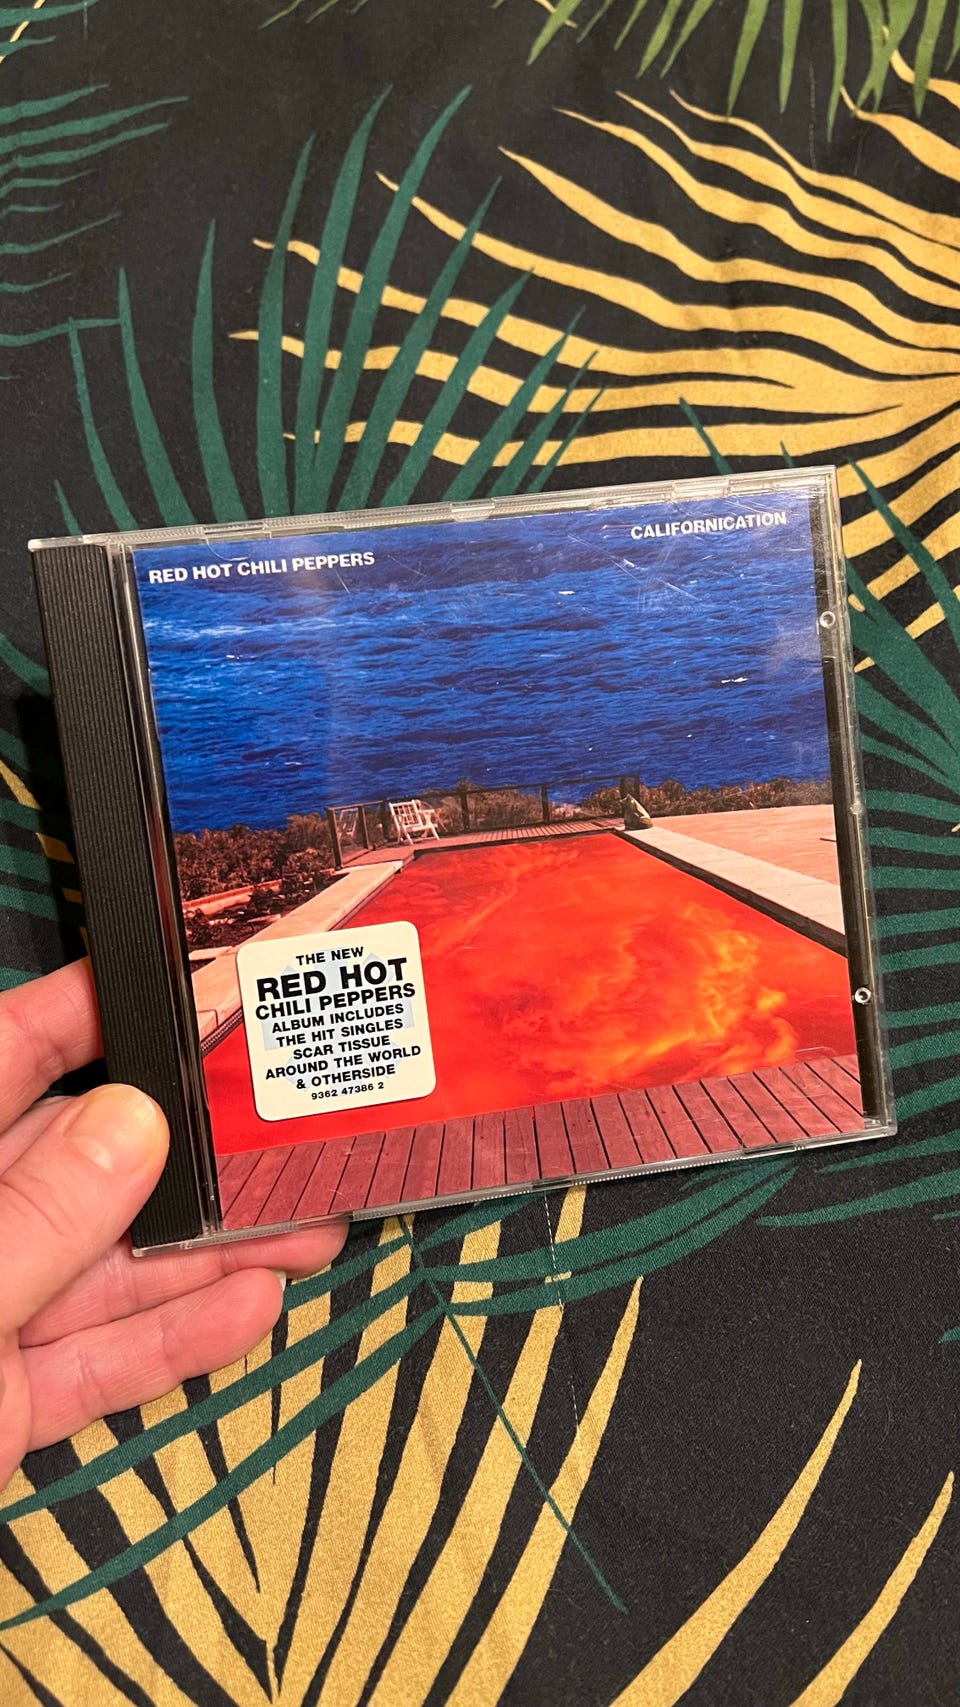 RED HOT CHILI PEPPERS
CALIFORNICATION
THE NEW
RED HOT
CHILI PEPPERS
ALBUM INCLUDES
THE HIT SINGLES
SCAR TISSUE
AROUND THE WORLD
& OTHERSIDE
9362 47386 2